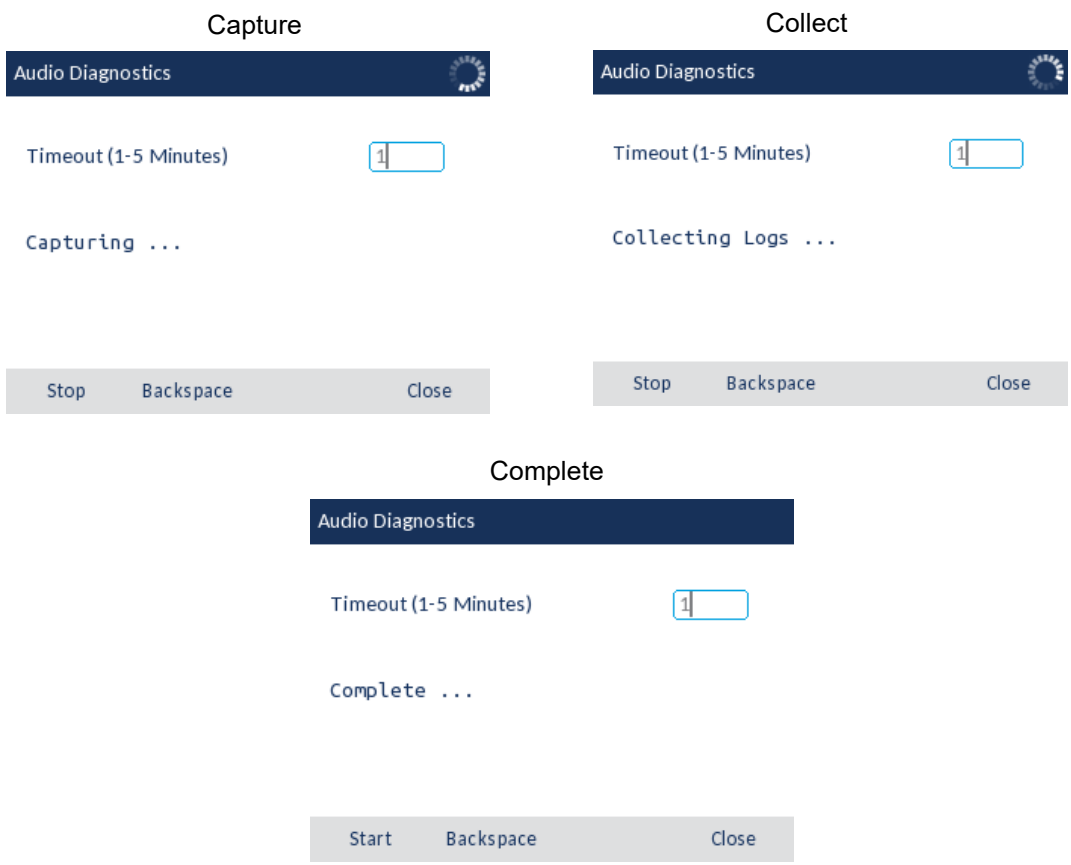 Capture
Audio Diagnostics
Timeout (1-5 Minutes) 1
Capturing ...
Stop Backspace Close
Collect
Audio Diagnostics
Timeout (1-5 Minutes) 1
Collecting Logs ...
Stop Backspace Close
Complete
Audio Diagnostics
Timeout (1-5 Minutes) 1
Complete ...
Start Backspace Close